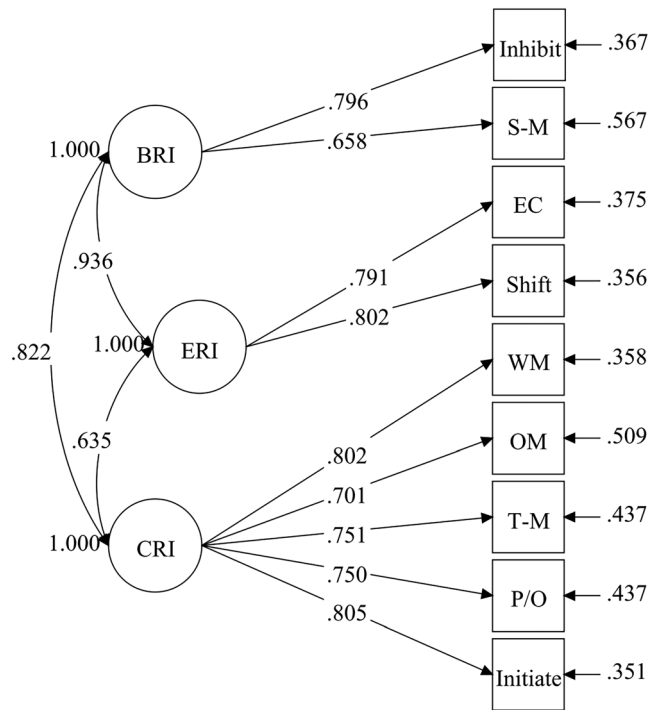 Inhibit
.367
.796
1.000
BRI
.658
S-M
.567
EC
.375
.936
.791
Shift
.356
1.000
ERI
.802
.822
WM
.358
.635
.802
OM
.509
.701
1.000
CRI
.751
T-M
.437
.750
P/O
.437
.805
Initiate
.351